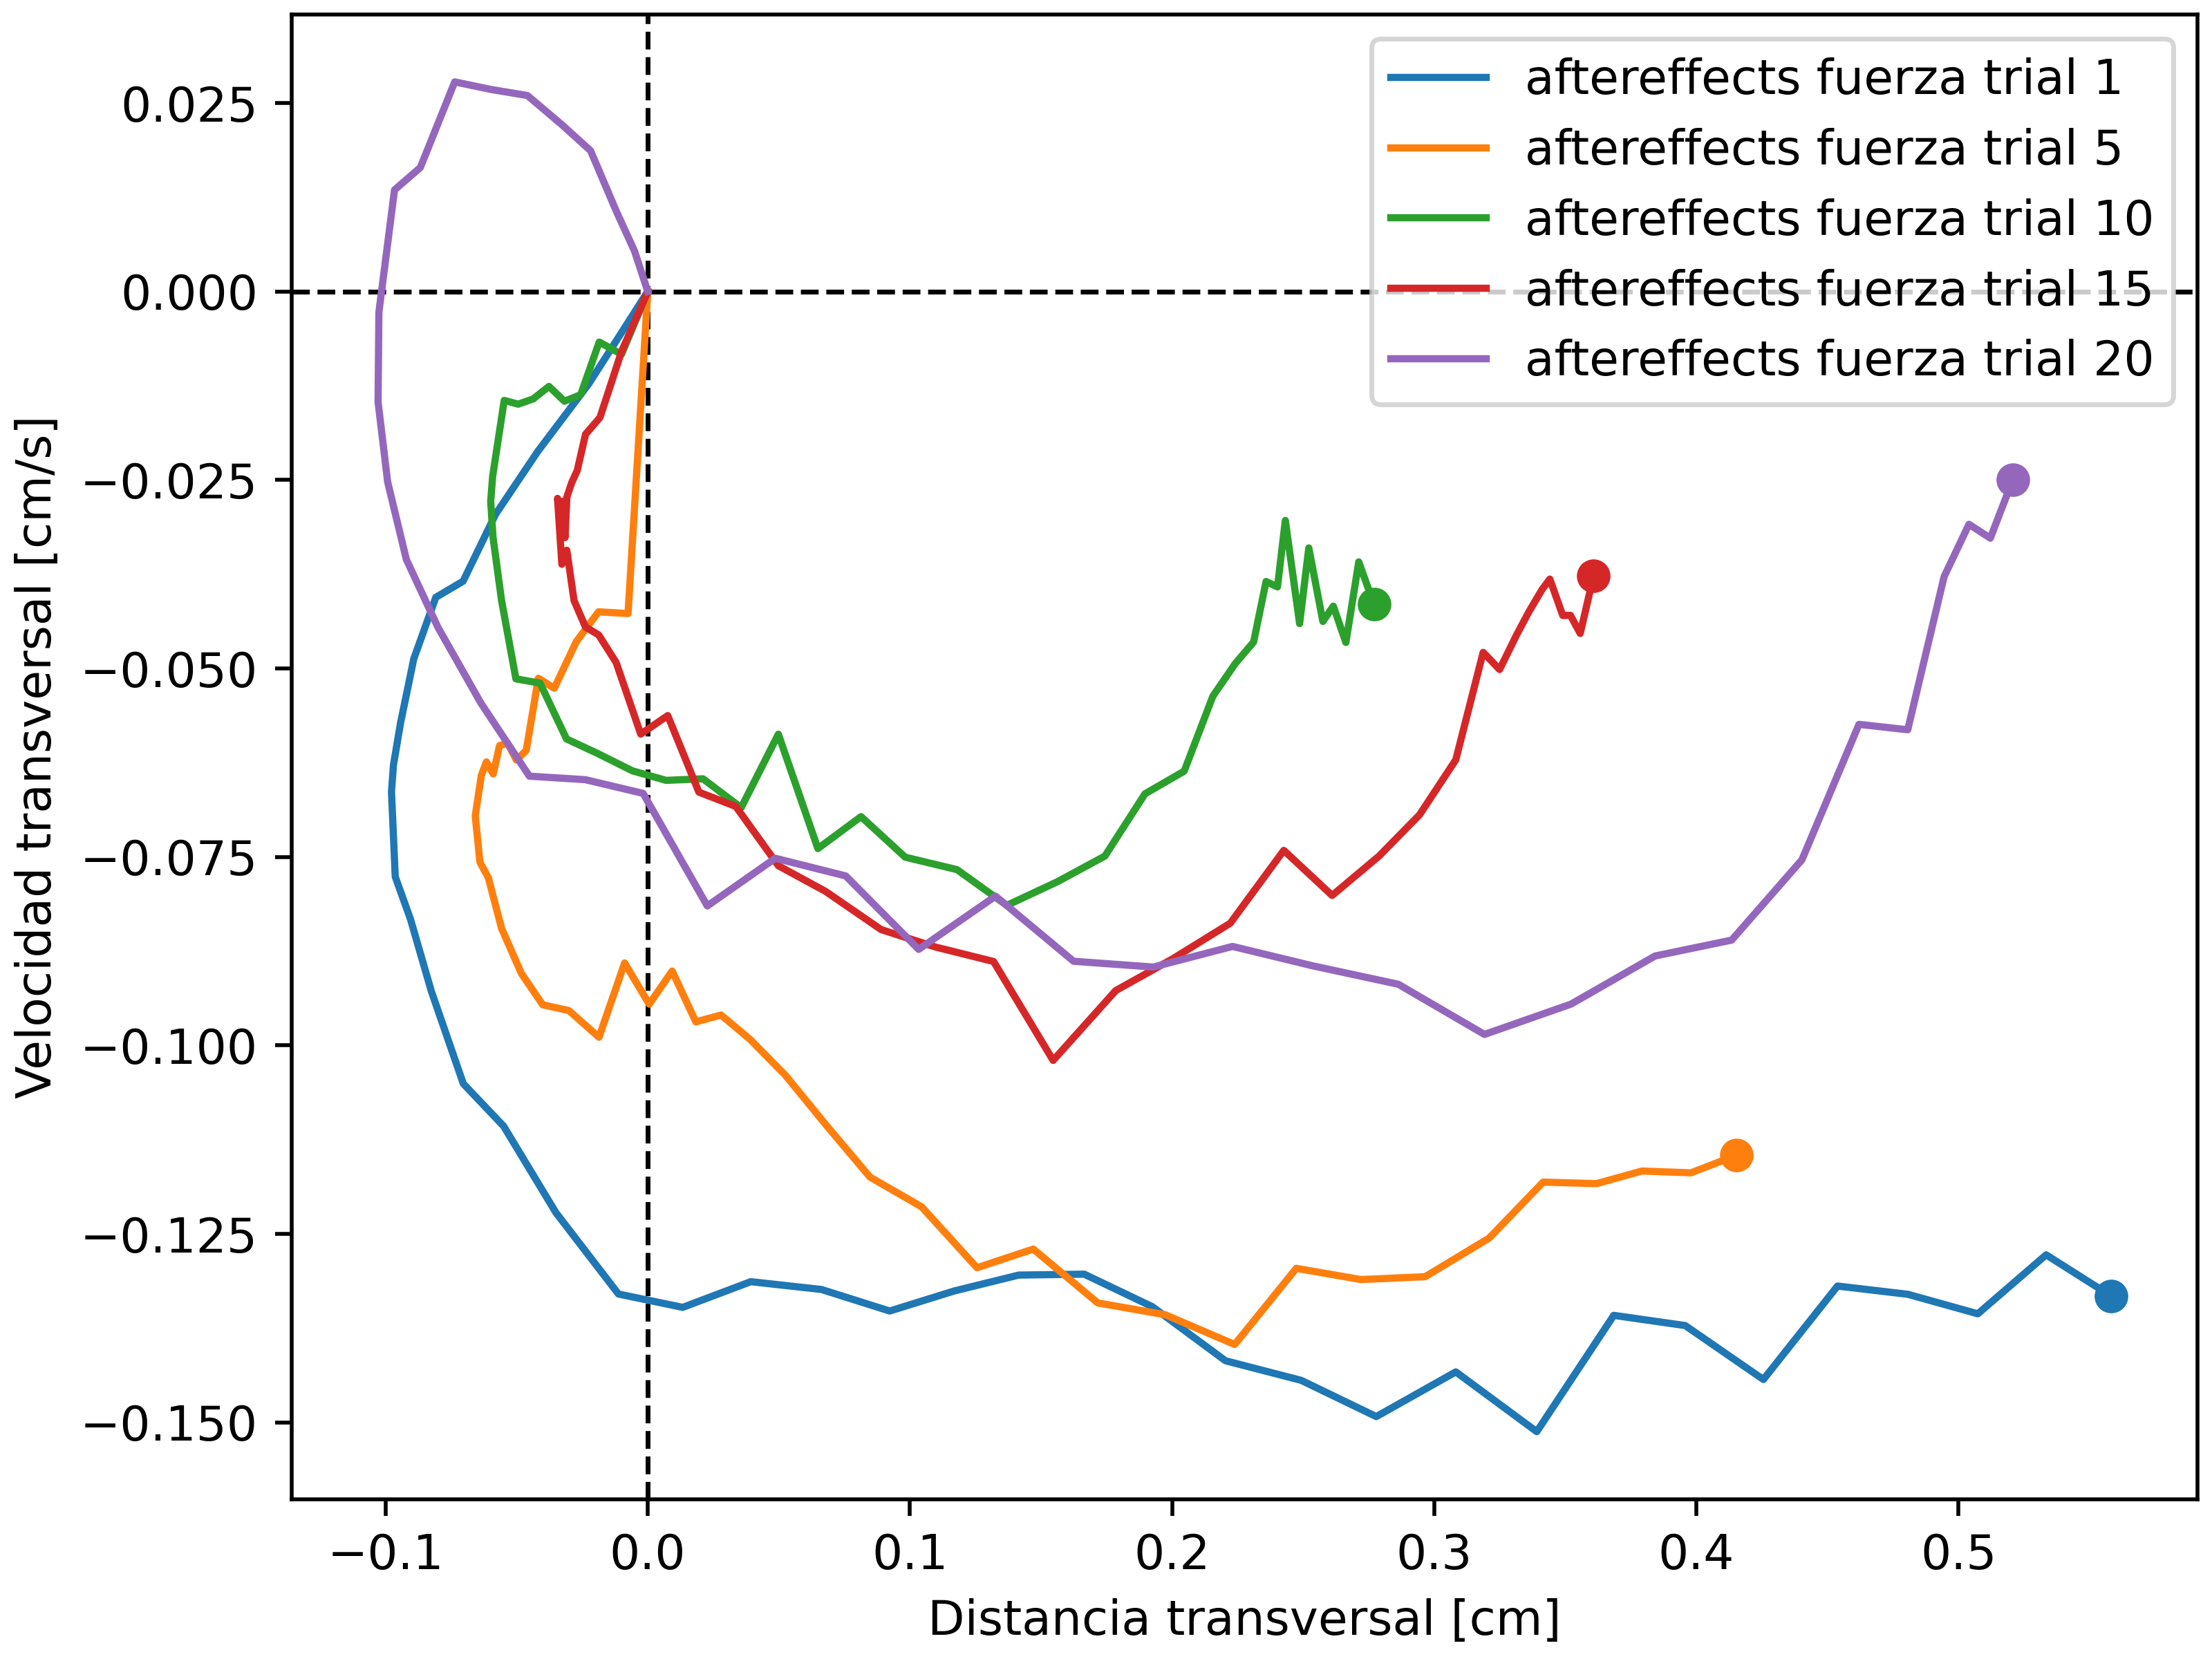 aftereffects fuerza trial 1
aftereffects fuerza trial 5
aftereffects fuerza trial 10
aftereffects fuerza trial 15
aftereffects fuerza trial 20
0.025
0.000
−0.025
−0.050
−0.075
−0.100
−0.125
−0.150
Velocidad transversal [cm/s]
−0.1 0.0 0.1 0.2 0.3 0.4 0.5
Distancia transversal [cm]